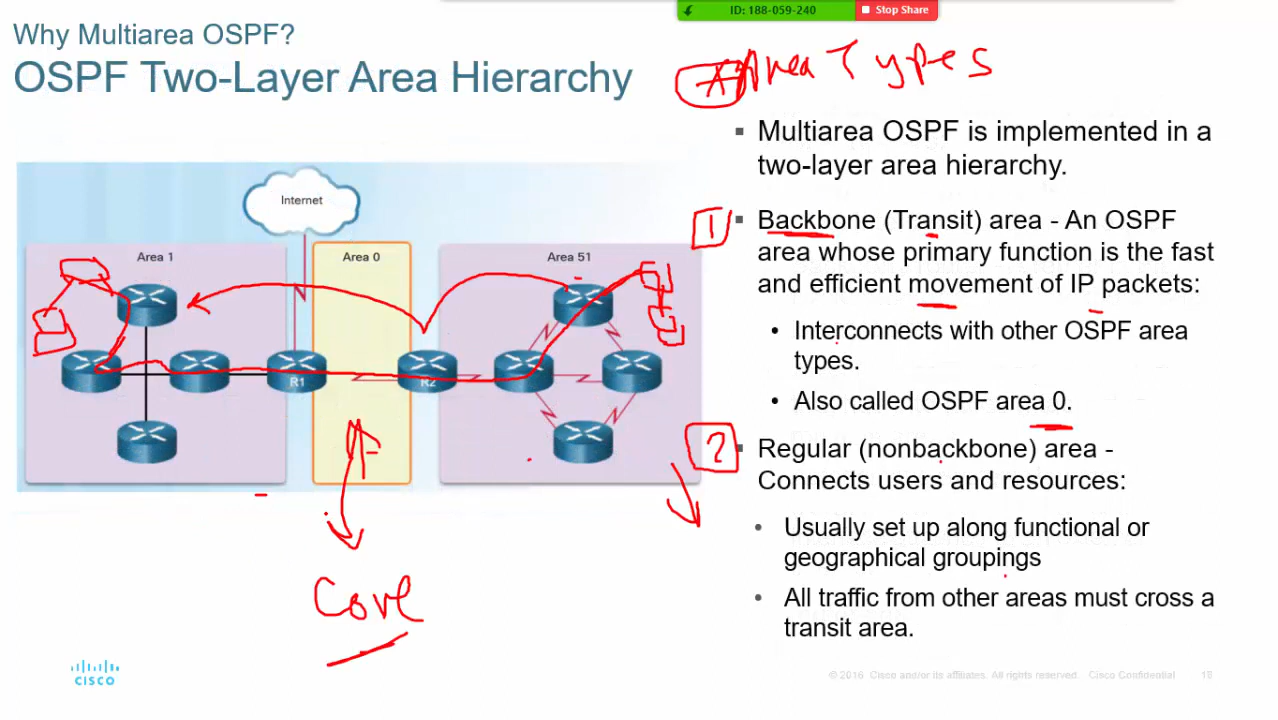 ID: 188-059-240
Stop Share
Why Multiarea OSPF?
OSPF Two-Layer Area Hierarchy
Area Types
▪ Multiarea OSPF is implemented in a
two-layer area hierarchy.
1
▪ Backbone (Transit) area - An OSPF
area whose primary function is the fast
and efficient movement of IP packets:
• Interconnects with other OSPF area
types.
• Also called OSPF area 0.
2
▪ Regular (nonbackbone) area -
Connects users and resources:
• Usually set up along functional or
geographical groupings
• All traffic from other areas must cross a
transit area.
Internet
Area 1
Area 0
Area 51
R1
R2
Core
CISCO
© 2016 Cisco and/or its affiliates. All rights reserved. Cisco Confidential